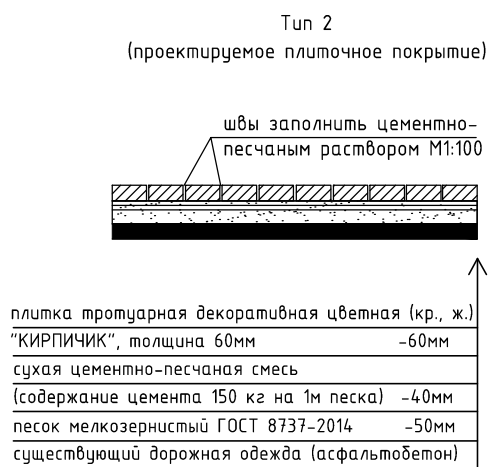 Тип 2
(проектируемое плиточное покрытие)
швы заполнить цементно-
песчаным раствором М1:100
плитка тротуарная декоративная цветная (кр., ж.)
"КИРПИЧИК", толщина 60мм -60мм
сухая цементно-песчаная смесь
(содержание цемента 150 кг на 1м песка) -40мм
песок мелкозернистый ГОСТ 8737-2014 -50мм
существующий дорожная одежда (асфальтобетон)